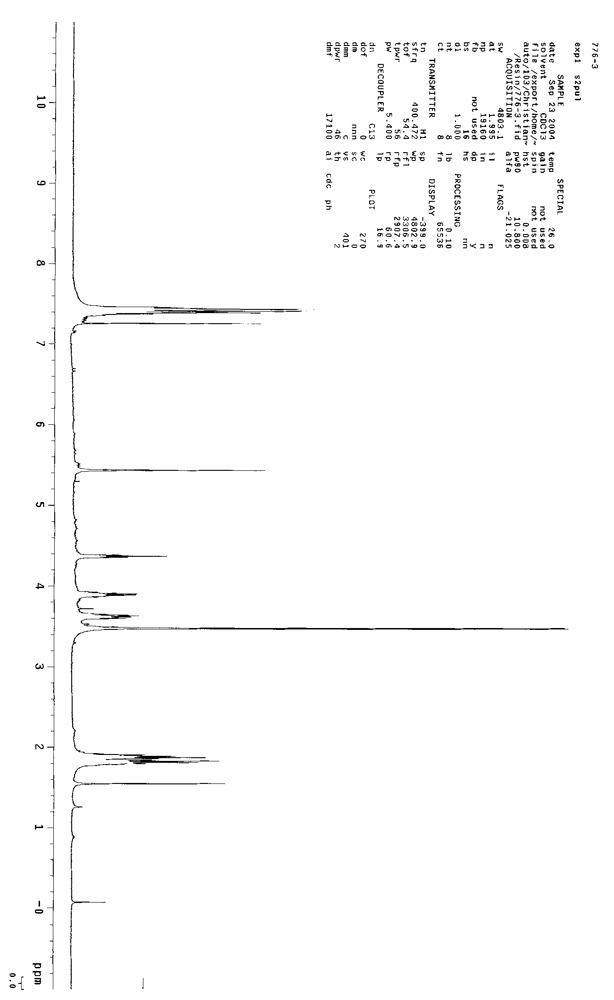 776-3
exp1 s2pul
SAMPLE SPECIAL
date Sep 23 2004 temp 26.0
solvent CDCl3 gain not used
file /export/home/~ spin not used
auto/103/Christian~ hst 0.008
/Resin/776-3.fid pw90 10.800
ACQUISITION alfa -21.025
sw 4803.1 FLAGS
at 1.995 il n
np 19160 in n
fb not used dp y
bs 16 hs nn
d1 1.000 PROCESSING
nt 8 lb 0.10
ct 8 fn 65536
TRANSMITTER DISPLAY
tn H1 sp -399.0
sfrq 400.472 wp 4802.9
tof 54.4 rfl 3306.5
tpwr 56 rfp 2907.4
pw 5.400 rp 60.6
DECOUPLER lp 16.9
dn C13 PLOT
dof 0 wc 270
dm nnn sc 0
dmm c vs 401
dpwr 46 th 2
dmf 17100 ai cdc ph
10 9 8 7 6 5 4 3 2 1 -0 ppm
0.0